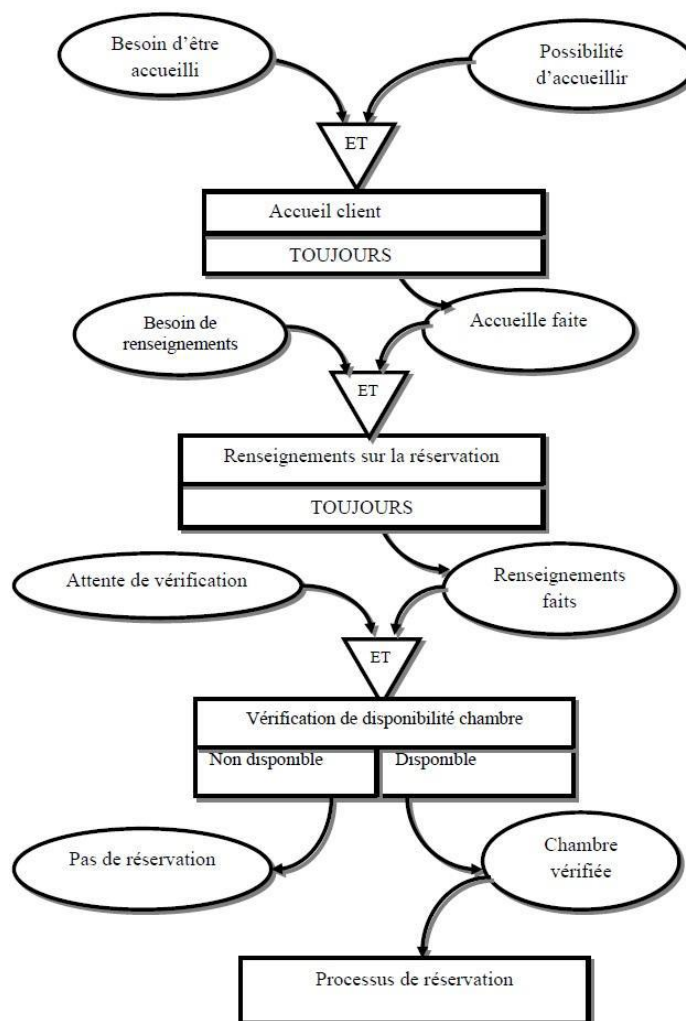 Besoin d'être
accueilli
Possibilité
d'accueillir
ET
Accueil client
TOUJOURS
Besoin de
renseignements
Accueille faite
ET
Renseignements sur la réservation
TOUJOURS
Attente de vérification
Renseignements
faits
ET
Vérification de disponibilité chambre
Non disponible
Disponible
Pas de réservation
Chambre
vérifiée
Processus de réservation